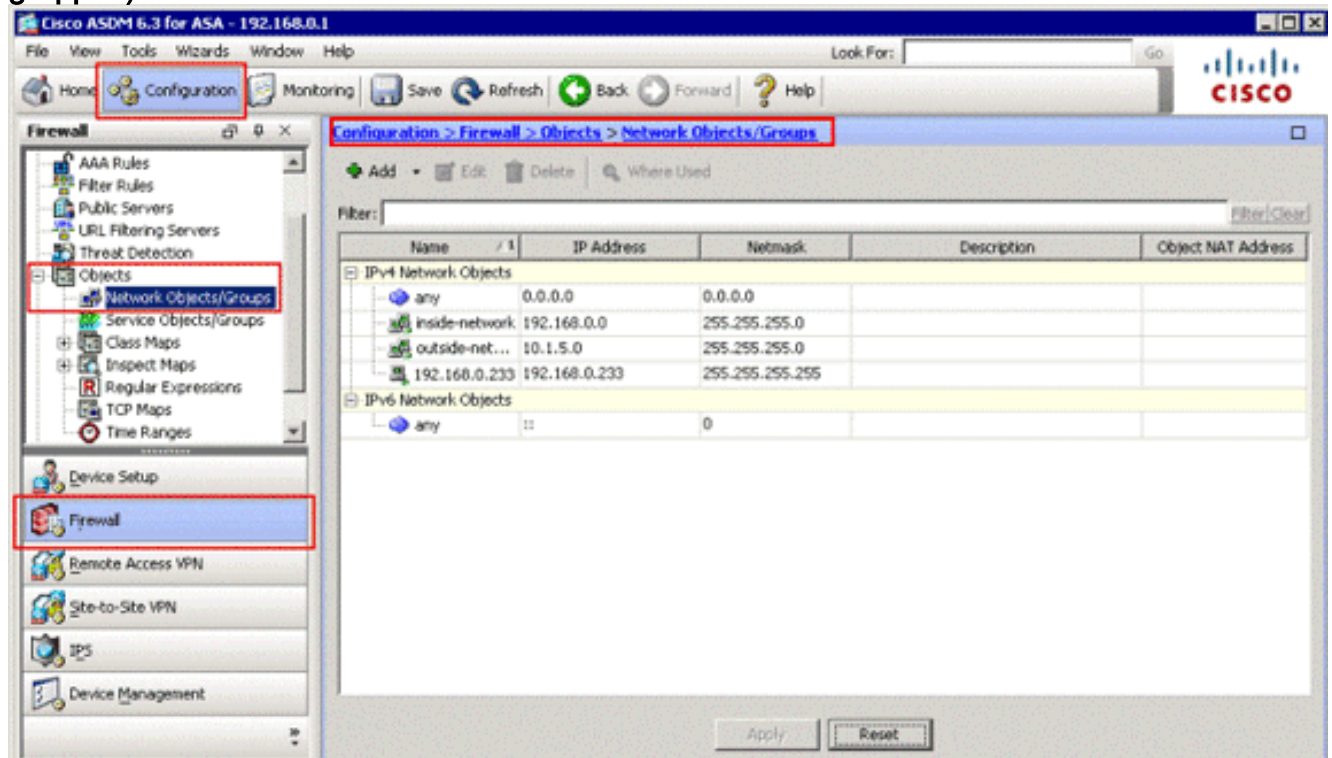 Cisco ASDM 6.3 for ASA - 192.168.0.1
File View Tools Wizards Window Help Look For: Go
Home Configuration Monitoring Save Refresh Back Forward Help
CISCO
Firewall
AAA Rules
Filter Rules
Public Servers
URL Filtering Servers
Threat Detection
Objects
Network Objects/Groups
Service Objects/Groups
Class Maps
Inspect Maps
Regular Expressions
TCP Maps
Time Ranges
Device Setup
Firewall
Remote Access VPN
Site-to-Site VPN
IPS
Device Management
Configuration > Firewall > Objects > Network Objects/Groups
Add Edit Delete Where Used
Filter: Filter Clear
Name 1 IP Address Netmask Description Object NAT Address
IPv4 Network Objects
any 0.0.0.0 0.0.0.0
inside-network 192.168.0.0 255.255.255.0
outside-net... 10.1.5.0 255.255.255.0
192.168.0.233 192.168.0.233 255.255.255.255
IPv6 Network Objects
any :: 0
Apply Reset